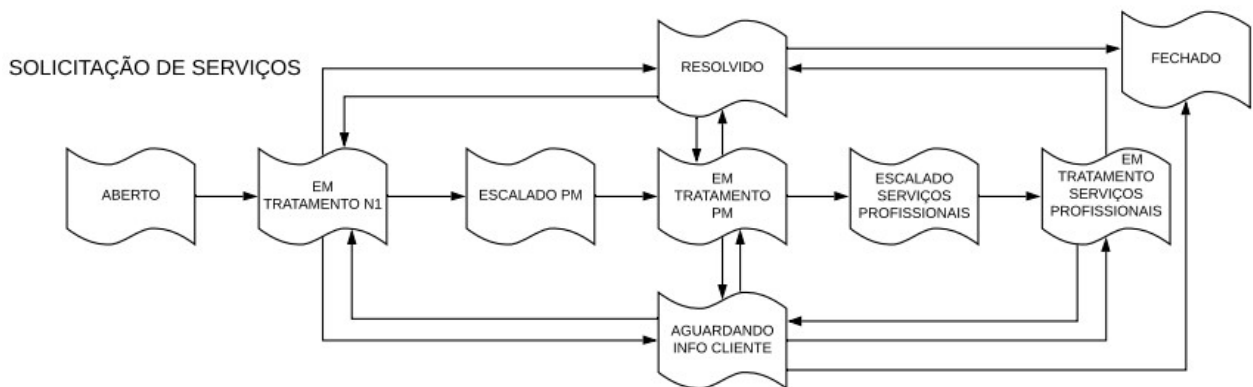 SOLICITAÇÃO DE SERVIÇOS
RESOLVIDO
FECHADO
ABERTO
EM
TRATAMENTO N1
ESCALADO PM
EM
TRATAMENTO
PM
ESCALADO
SERVIÇOS
PROFISSIONAIS
EM
TRATAMENTO
SERVIÇOS
PROFISSIONAIS
AGUARDANDO
INFO CLIENTE